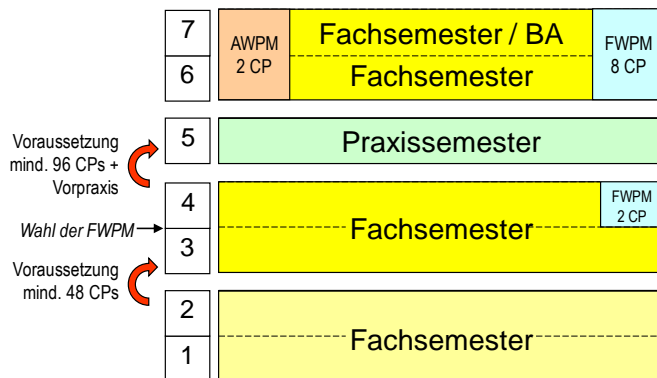 7
AWPM
2 CP
Fachsemester / BA
FWPM
8 CP
6
Fachsemester
Voraussetzung
mind. 96 CPs +
Vorpraxis
5
Praxissemester
4
FWPM
2 CP
Wahl der FWPM
Fachsemester
3
Voraussetzung
mind. 48 CPs
2
Fachsemester
1